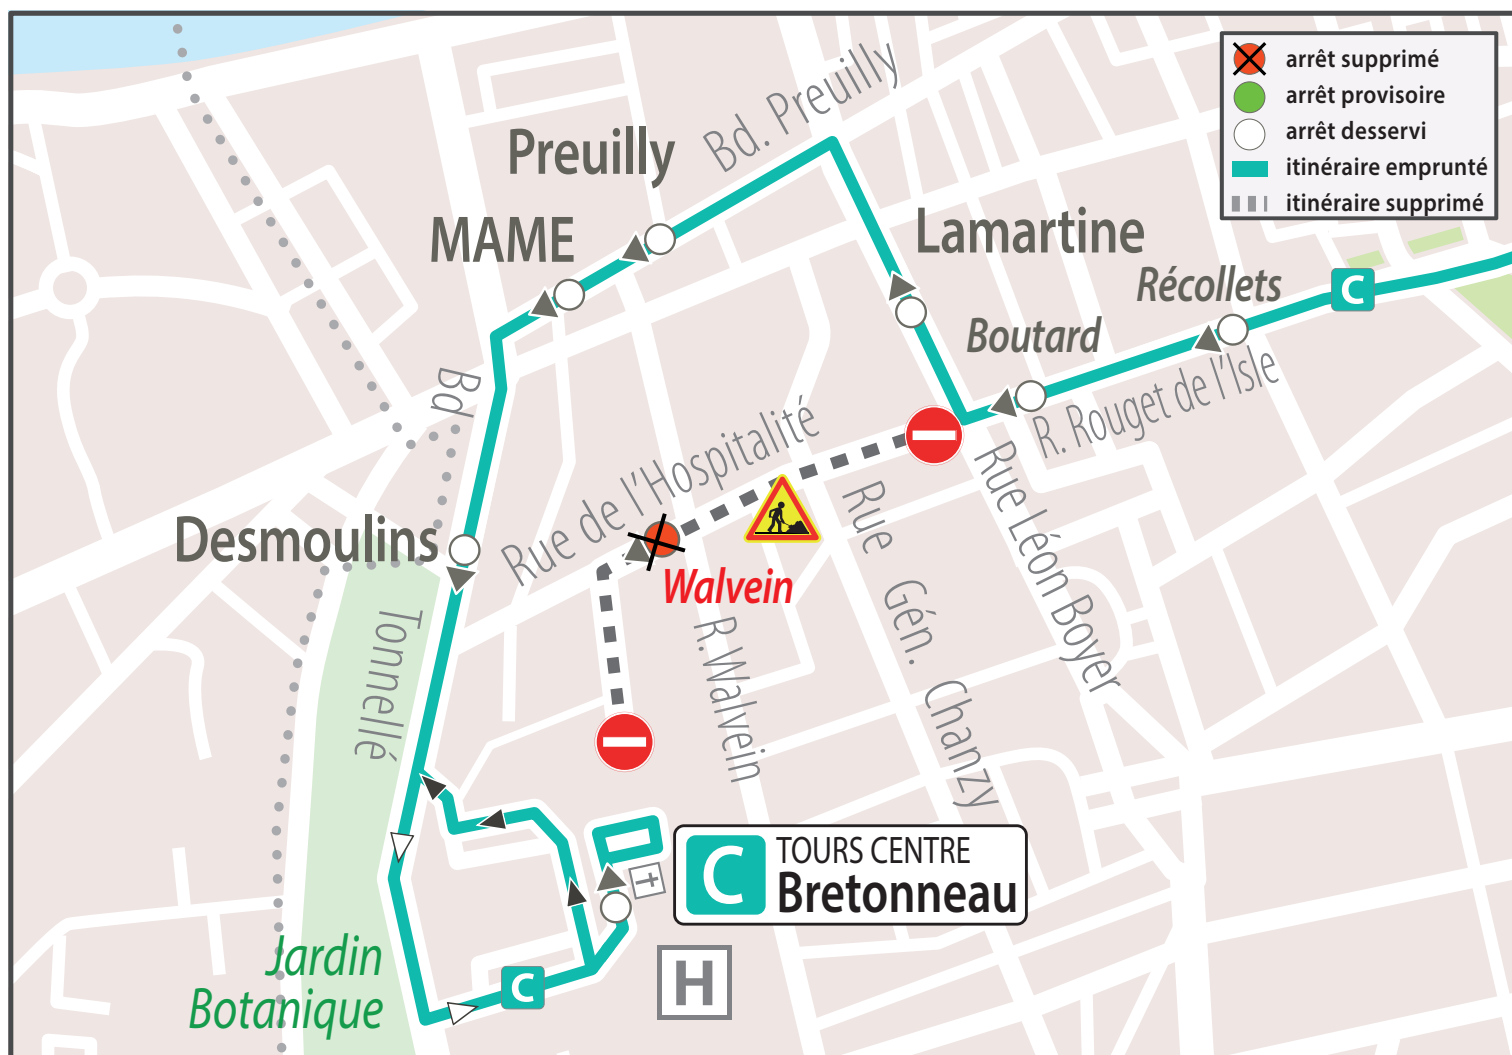 arrêt supprimé
arrêt provisoire
arrêt desservi
itinéraire emprunté
itinéraire supprimé
Bd. Preuilly
Preuilly
MAME
Lamartine
Récollets
C
Boutard
R. Rouget de l'Isle
Bd
Rue de l'Hospitalité
Desmoulins
Walvein
Rue Léon Boyer
Rue Gén. Chanzy
R. Walvein
Tonnellé
C
TOURS CENTRE
Bretonneau
Jardin
Botanique
C
H